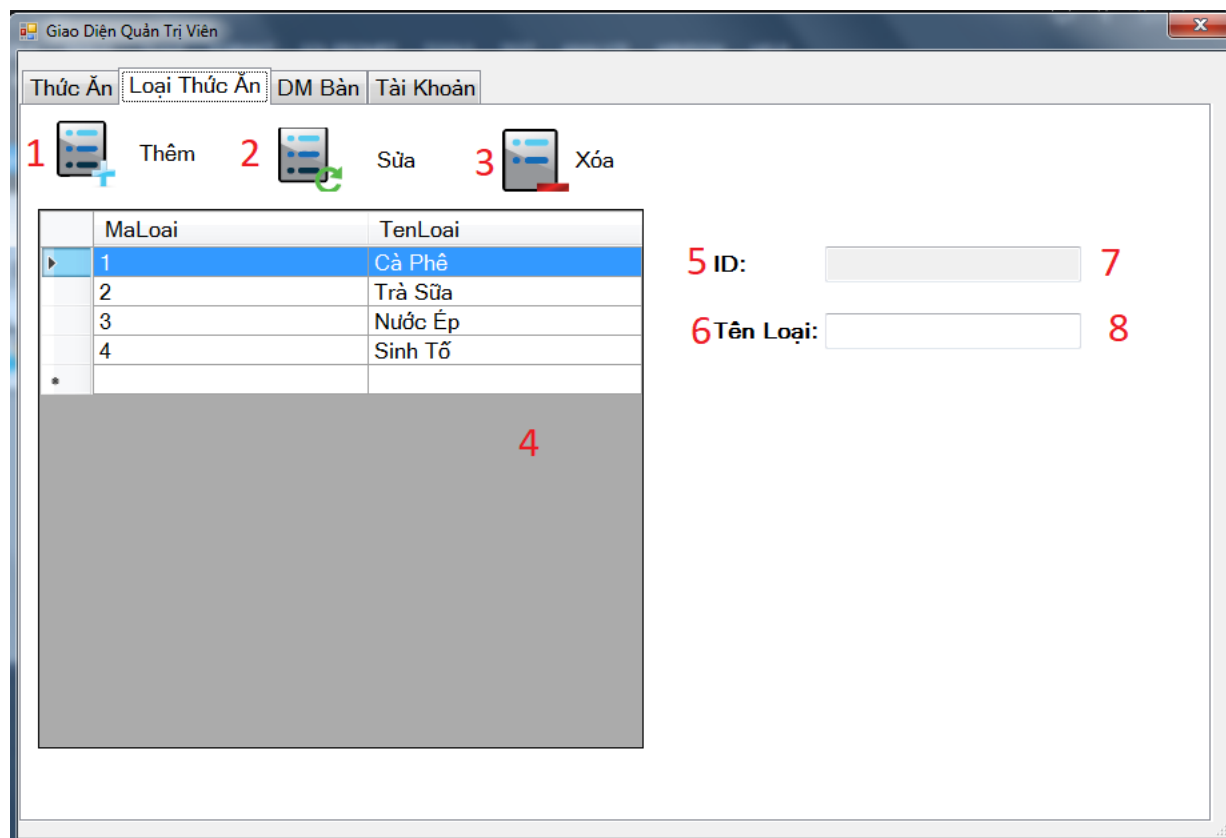 Giao Diện Quản Trị Viên
Thức Ăn Loại Thức Ăn DM Bàn Tài Khoản
1 Thêm 2 Sửa 3 Xóa
MaLoai TenLoai
1 Cà Phê
2 Trà Sữa
3 Nước Ép
4 Sinh Tố
*
4
5 ID: 7
6 Tên Loại: 8